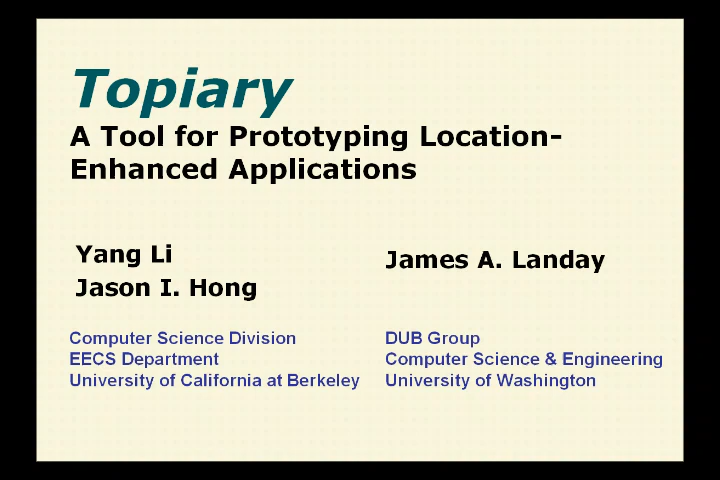 Topiary
A Tool for Prototyping Location-
Enhanced Applications
Yang Li
Jason I. Hong
Computer Science Division
EECS Department
University of California at Berkeley
James A. Landay
DUB Group
Computer Science & Engineering
University of Washington